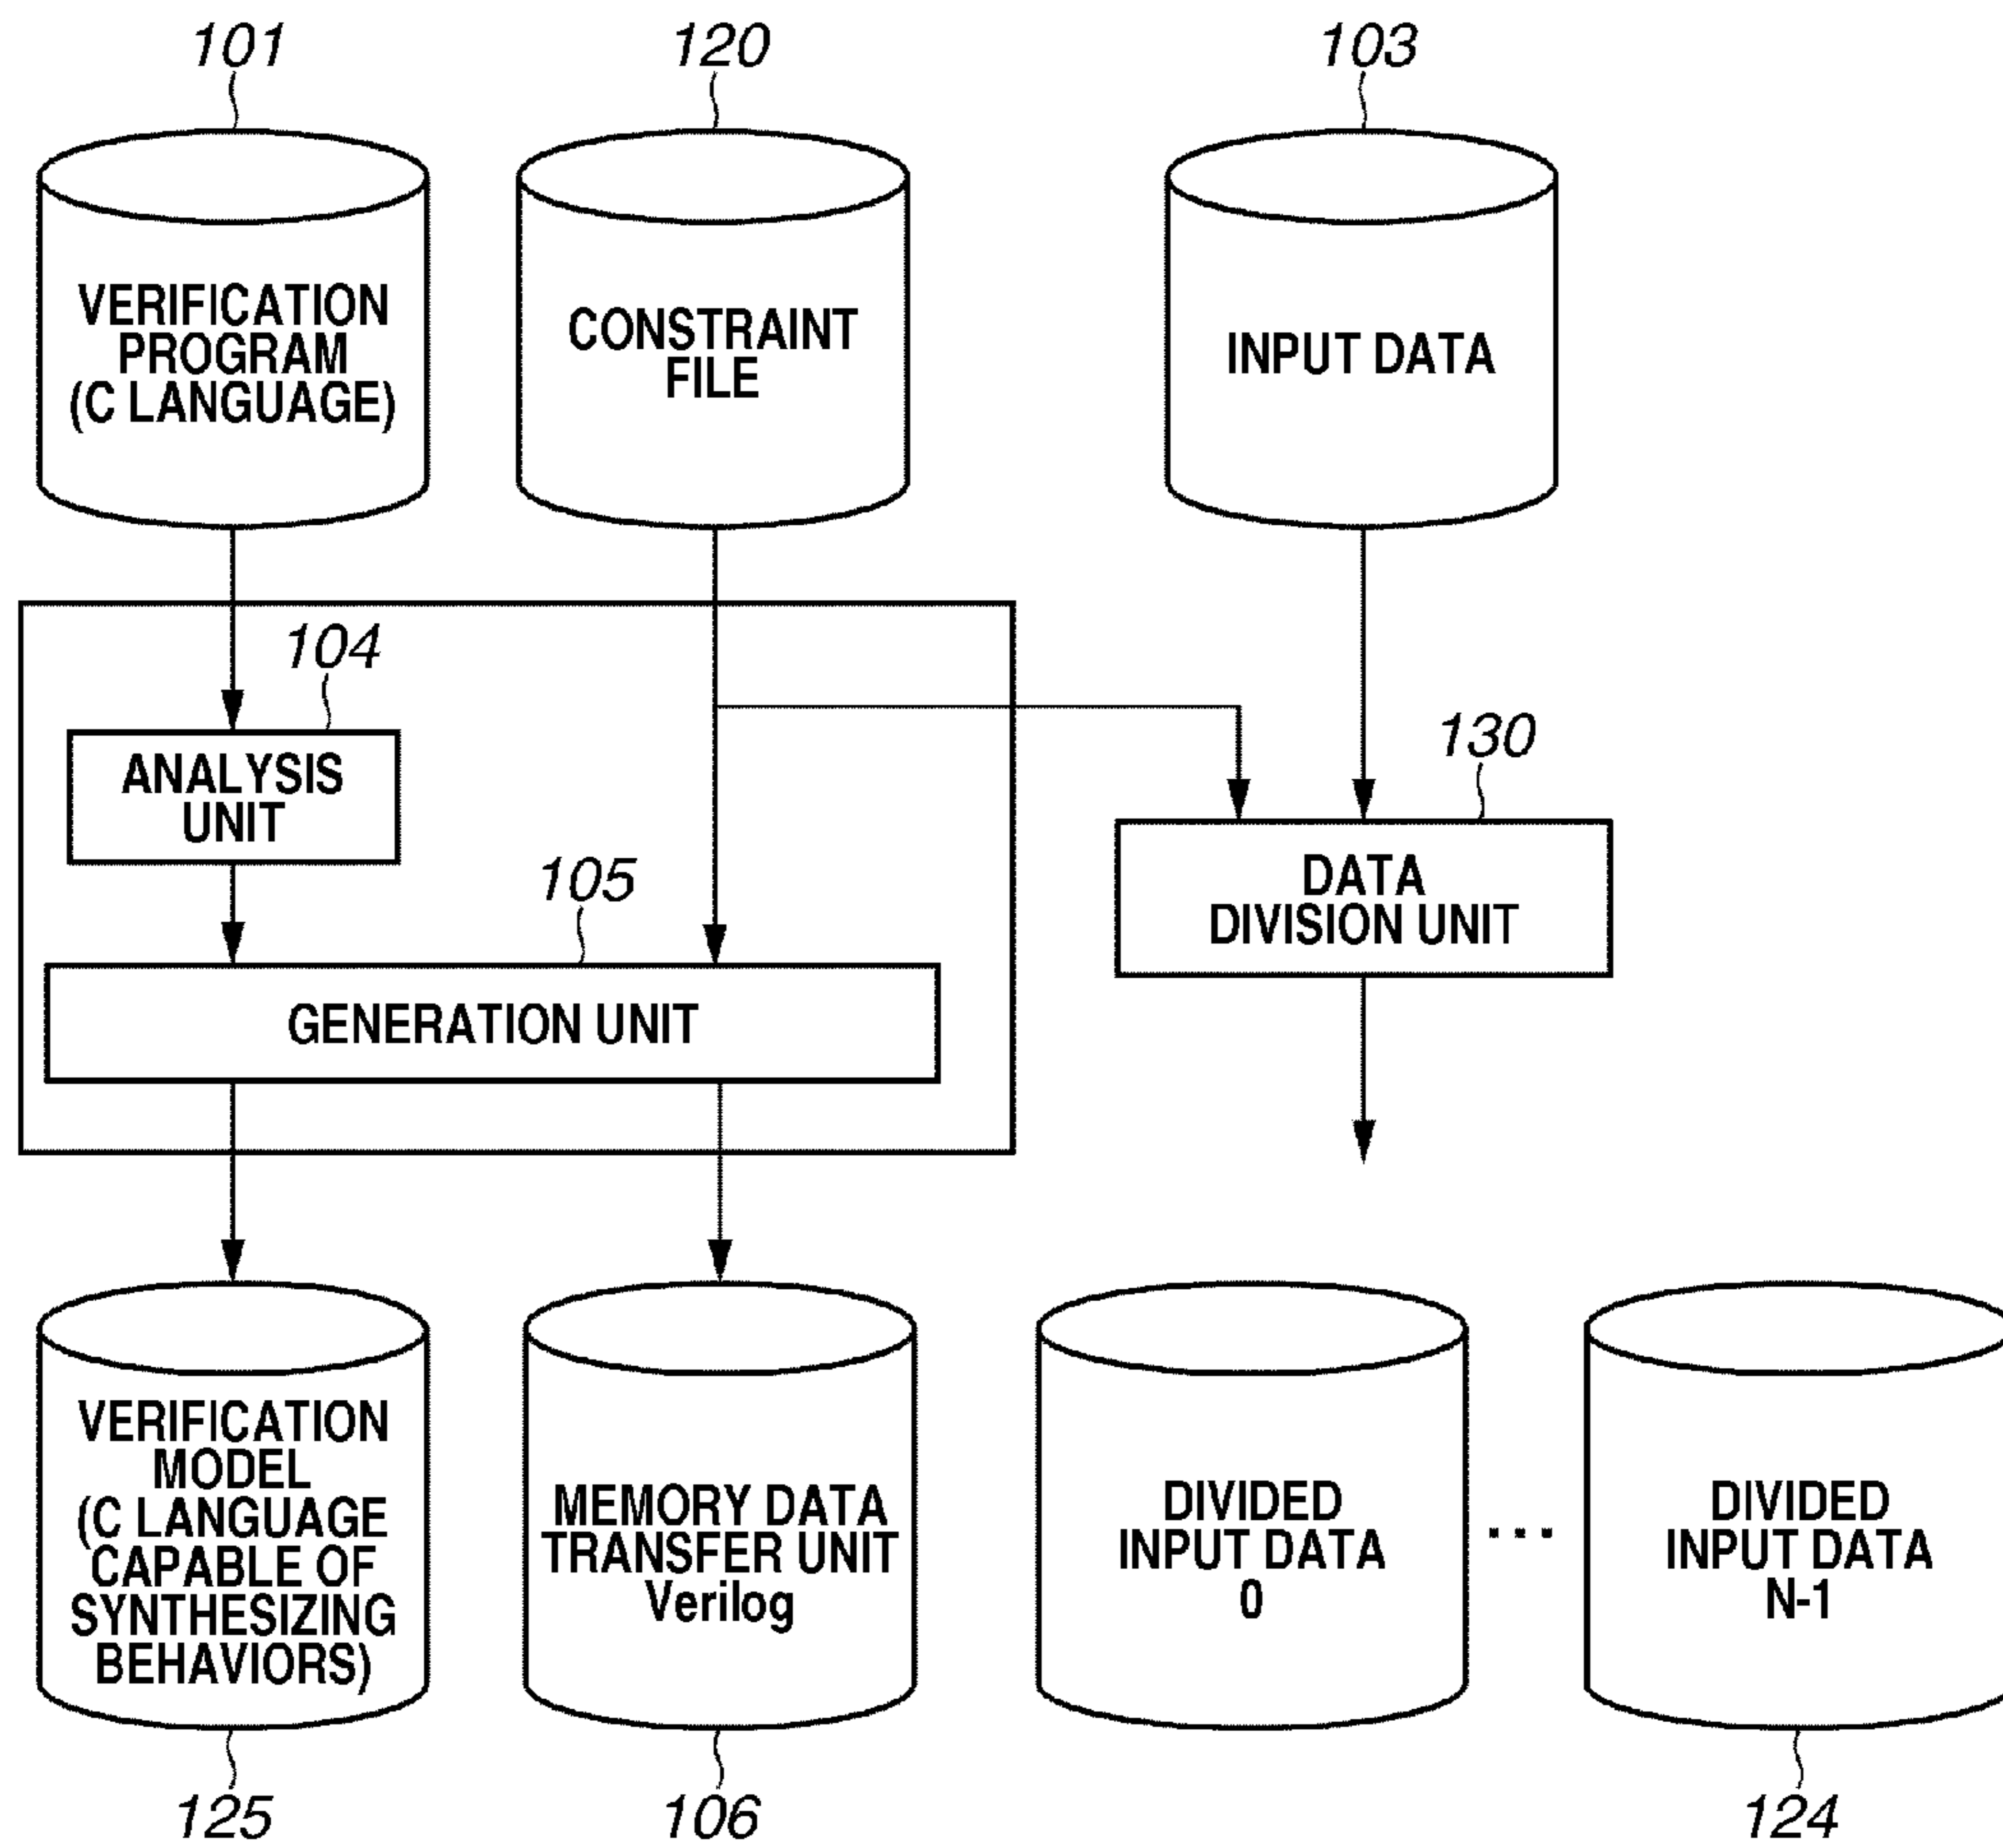 101
120
103
VERIFICATION
PROGRAM
(C LANGUAGE)
CONSTRAINT
FILE
INPUT DATA
104
ANALYSIS
UNIT
130
DATA
DIVISION UNIT
105
GENERATION UNIT
VERIFICATION
MODEL
(C LANGUAGE
CAPABLE OF
SYNTHESIZING
BEHAVIORS)
MEMORY DATA
TRANSFER UNIT
Verilog
DIVIDED
INPUT DATA
0
...
DIVIDED
INPUT DATA
N-1
125
106
124